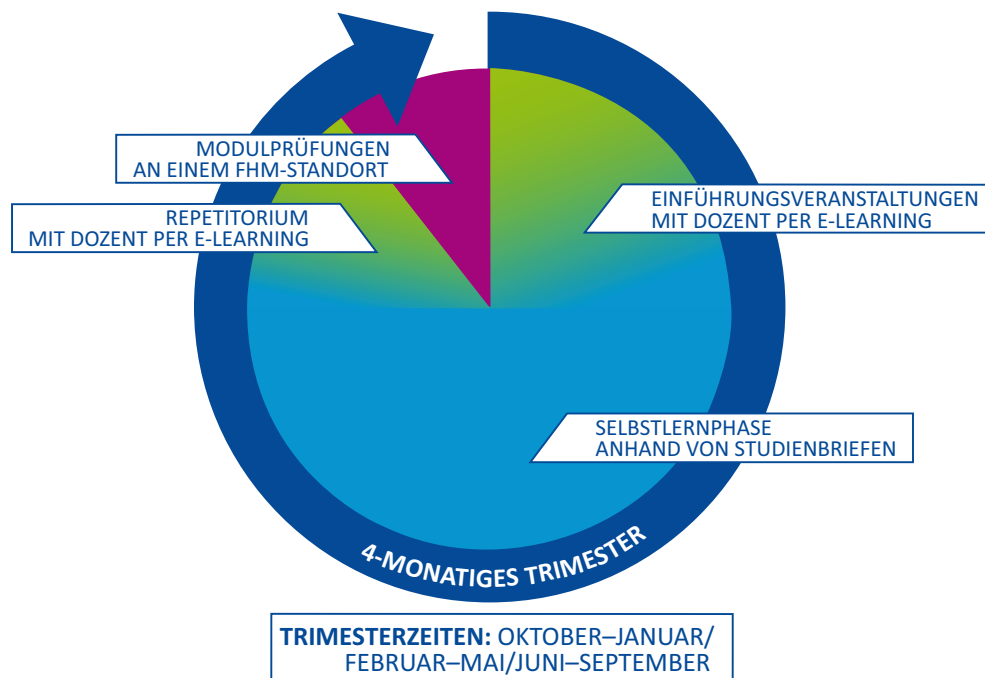 MODULPRÜFUNGEN
AN EINEM FHM-STANDORT
REPETITORIUM
MIT DOZENT PER E-LEARNING
EINFÜHRUNGSVERANSTALTUNGEN
MIT DOZENT PER E-LEARNING
SELBSTLERNPHASE
ANHAND VON STUDIENBRIEFEN
4-MONATIGES TRIMESTER
TRIMESTERZEITEN: OKTOBER–JANUAR/
FEBRUAR–MAI/JUNI–SEPTEMBER